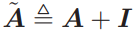 Ã ≜ A + I